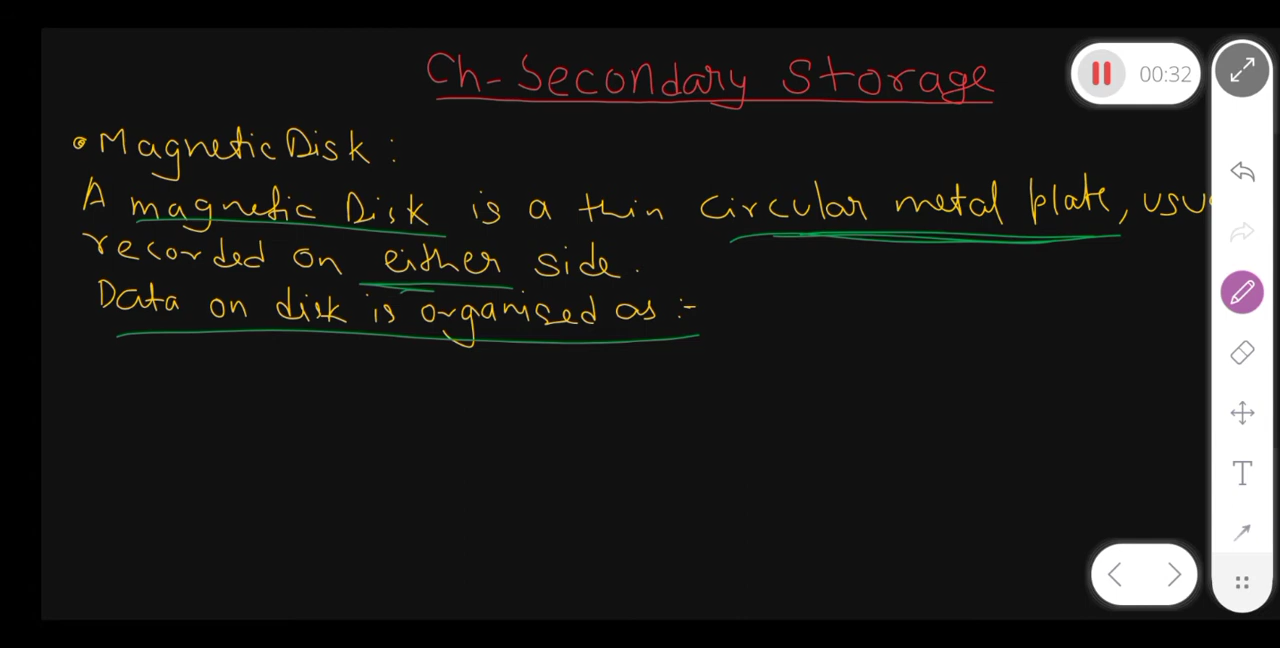 Ch-Secondary Storage
00:32
• Magnetic Disk :
A magnetic Disk is a thin circular metal plate,
recorded on either side.
Data on disk is organised as :-
T